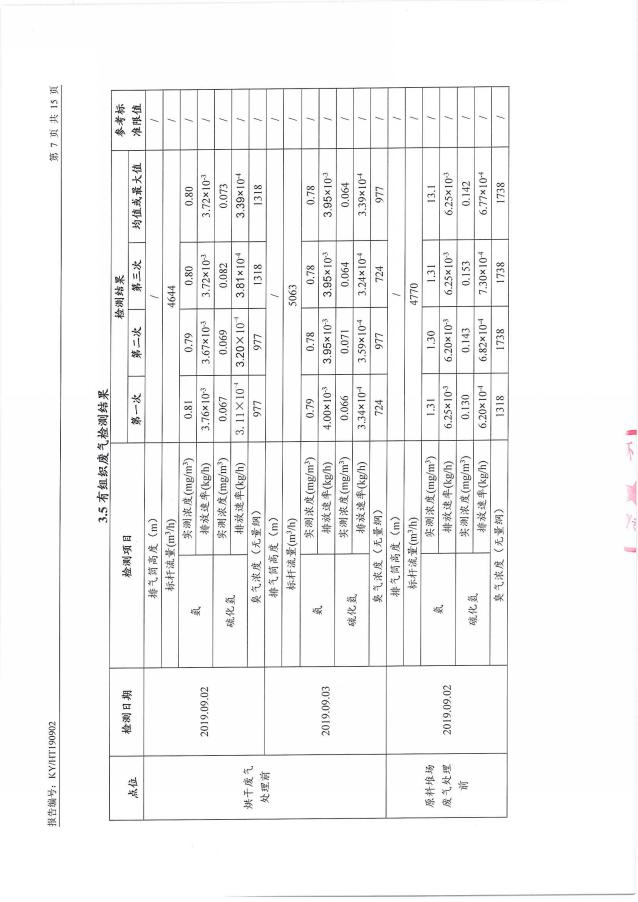 报告编号：KY/HT190902 第 7 页 共 15 页
3.5 有组织废气检测结果
点位 检测日期 检测项目 检测结果 参考标准限值
第一次 第二次 第三次 均值或最大值
烘干废气处理前 2019.09.02 排气筒高度（m） / /
标杆流量(m³/h) 4644 /
氨 实测浓度(mg/m³) 0.81 0.79 0.80 0.80 /
排放速率(kg/h) 3.76×10⁻³ 3.67×10⁻³ 3.72×10⁻³ 3.72×10⁻³ /
硫化氢 实测浓度(mg/m³) 0.067 0.069 0.082 0.073 /
排放速率(kg/h) 3.11×10⁻⁴ 3.20×10⁻⁴ 3.81×10⁻⁴ 3.39×10⁻⁴ /
臭气浓度（无量纲） 977 977 1318 1318 /
2019.09.03 排气筒高度（m） / /
标杆流量(m³/h) 5063 /
氨 实测浓度(mg/m³) 0.79 0.78 0.78 0.78 /
排放速率(kg/h) 4.00×10⁻³ 3.95×10⁻³ 3.95×10⁻³ 3.95×10⁻³ /
硫化氢 实测浓度(mg/m³) 0.066 0.071 0.064 0.064 /
排放速率(kg/h) 3.34×10⁻⁴ 3.59×10⁻⁴ 3.24×10⁻⁴ 3.39×10⁻⁴ /
臭气浓度（无量纲） 724 977 724 977 /
原料堆场废气处理前 2019.09.02 排气筒高度（m） / /
标杆流量(m³/h) 4770 /
氨 实测浓度(mg/m³) 1.31 1.30 1.31 13.1 /
排放速率(kg/h) 6.25×10⁻³ 6.20×10⁻³ 6.25×10⁻³ 6.25×10⁻³ /
硫化氢 实测浓度(mg/m³) 0.130 0.143 0.153 0.142 /
排放速率(kg/h) 6.20×10⁻⁴ 6.82×10⁻⁴ 7.30×10⁻⁴ 6.77×10⁻⁴ /
臭气浓度（无量纲） 1318 1738 1738 1738 /